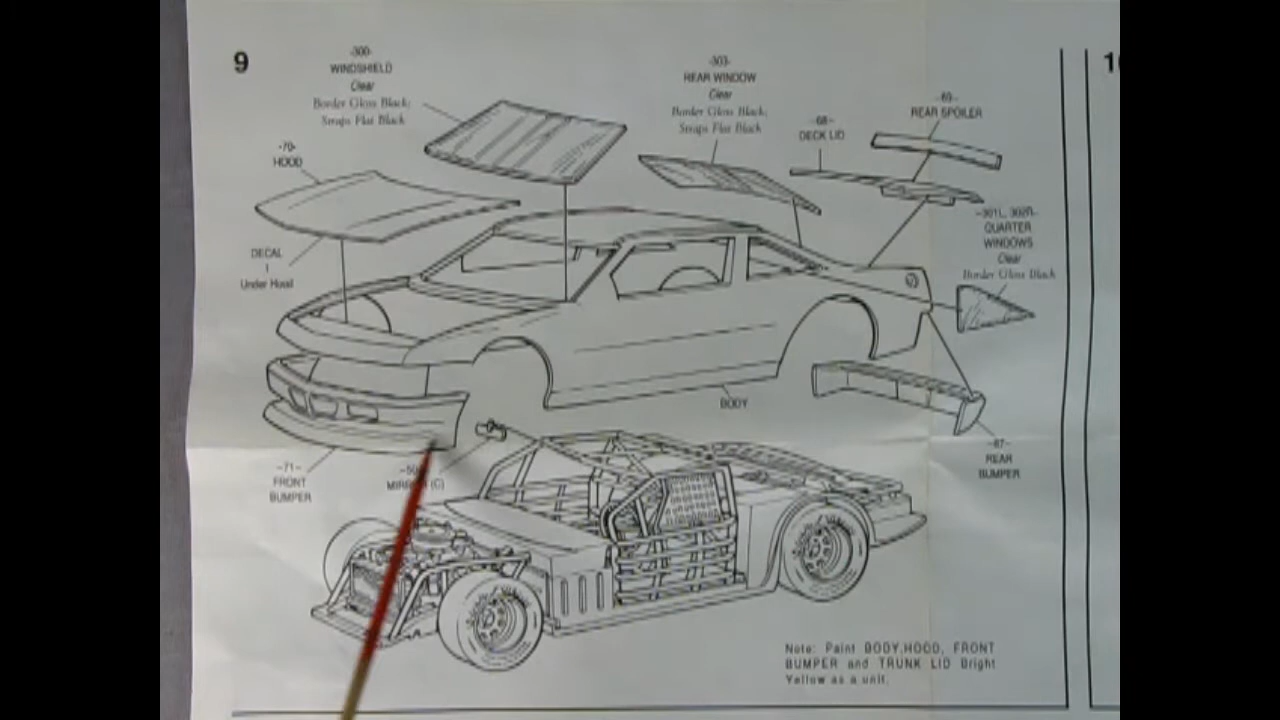 9
-300-
WINDSHIELD
Clear
Border Gloss Black,
Straps Flat Black
-303-
REAR WINDOW
Clear
Border Gloss Black,
Straps Flat Black
-69-
REAR SPOILER
-68-
DECK LID
-70-
HOOD
-301L, 302R-
QUARTER
WINDOWS
Clear
Border Gloss Black
DECAL
1
Under Hood
BODY
-71-
FRONT
BUMPER
(C)
-67-
REAR
BUMPER
Note: Paint BODY, HOOD, FRONT
BUMPER and TRUNK LID Bright
Yellow as a unit.